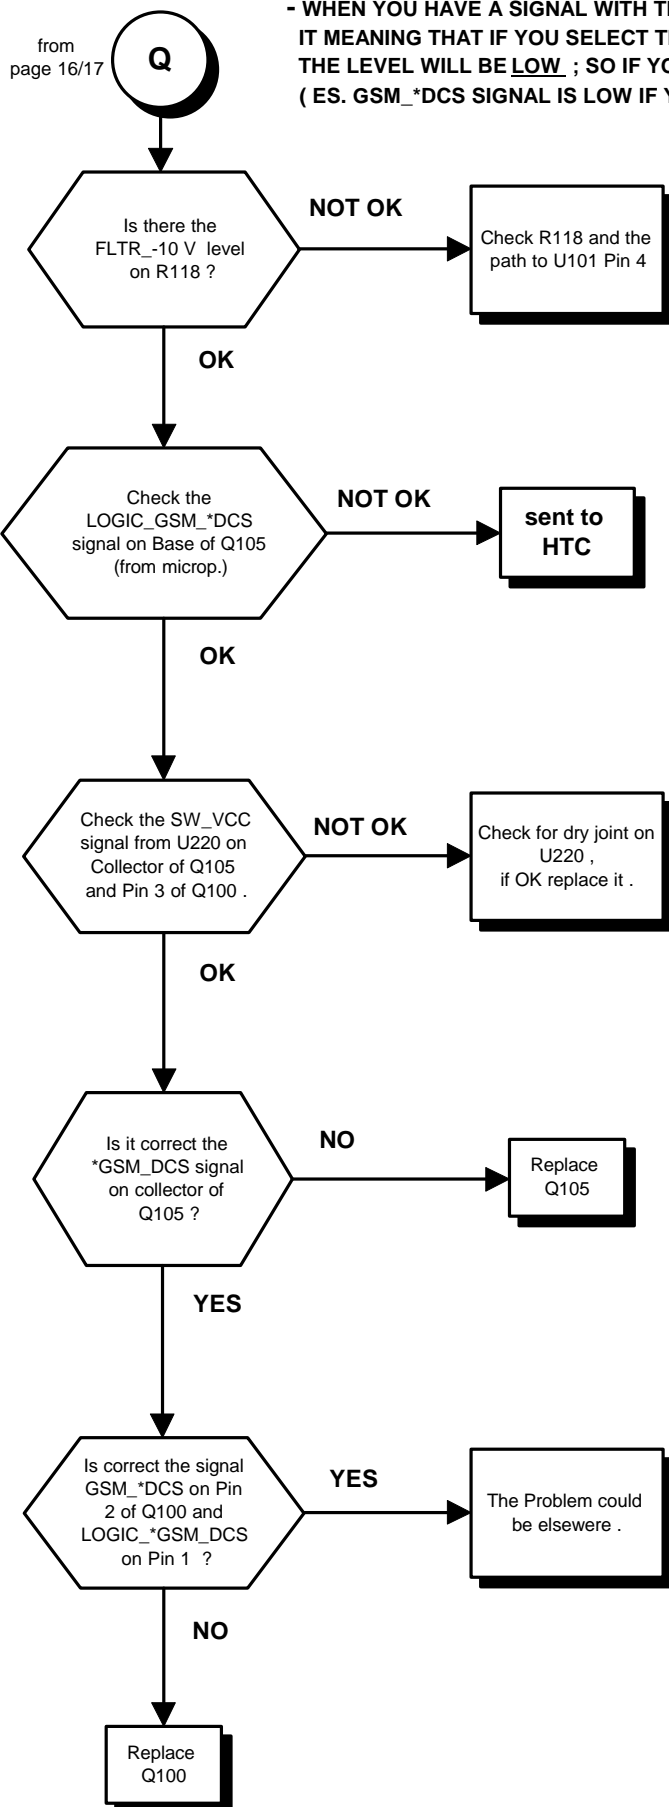 - WHEN YOU HAVE A SIGNAL WITH
IT MEANING THAT IF YOU SELECT
THE LEVEL WILL BE LOW ; SO IF
( ES. GSM_*DCS SIGNAL IS LOW IF
from
page 16/17
Q
Is there the
FLTR_-10 V level
on R118 ?
NOT OK
Check R118 and the
path to U101 Pin 4
OK
Check the
LOGIC_GSM_*DCS
signal on Base of Q105
(from microp.)
NOT OK
sent to
HTC
OK
Check the SW_VCC
signal from U220 on
Collector of Q105
and Pin 3 of Q100 .
NOT OK
Check for dry joint on
U220 ,
if OK replace it .
OK
Is it correct the
*GSM_DCS signal
on collector of
Q105 ?
NO
Replace
Q105
YES
Is correct the signal
GSM_*DCS on Pin
2 of Q100 and
LOGIC_*GSM_DCS
on Pin 1 ?
YES
The Problem could
be elsewere .
NO
Replace
Q100